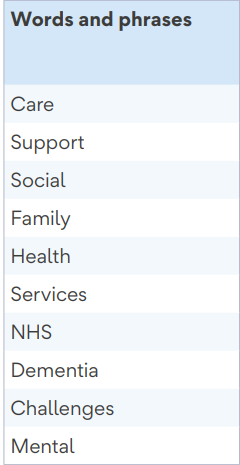 Words and phrases
Care
Support
Social
Family
Health
Services
NHS
Dementia
Challenges
Mental